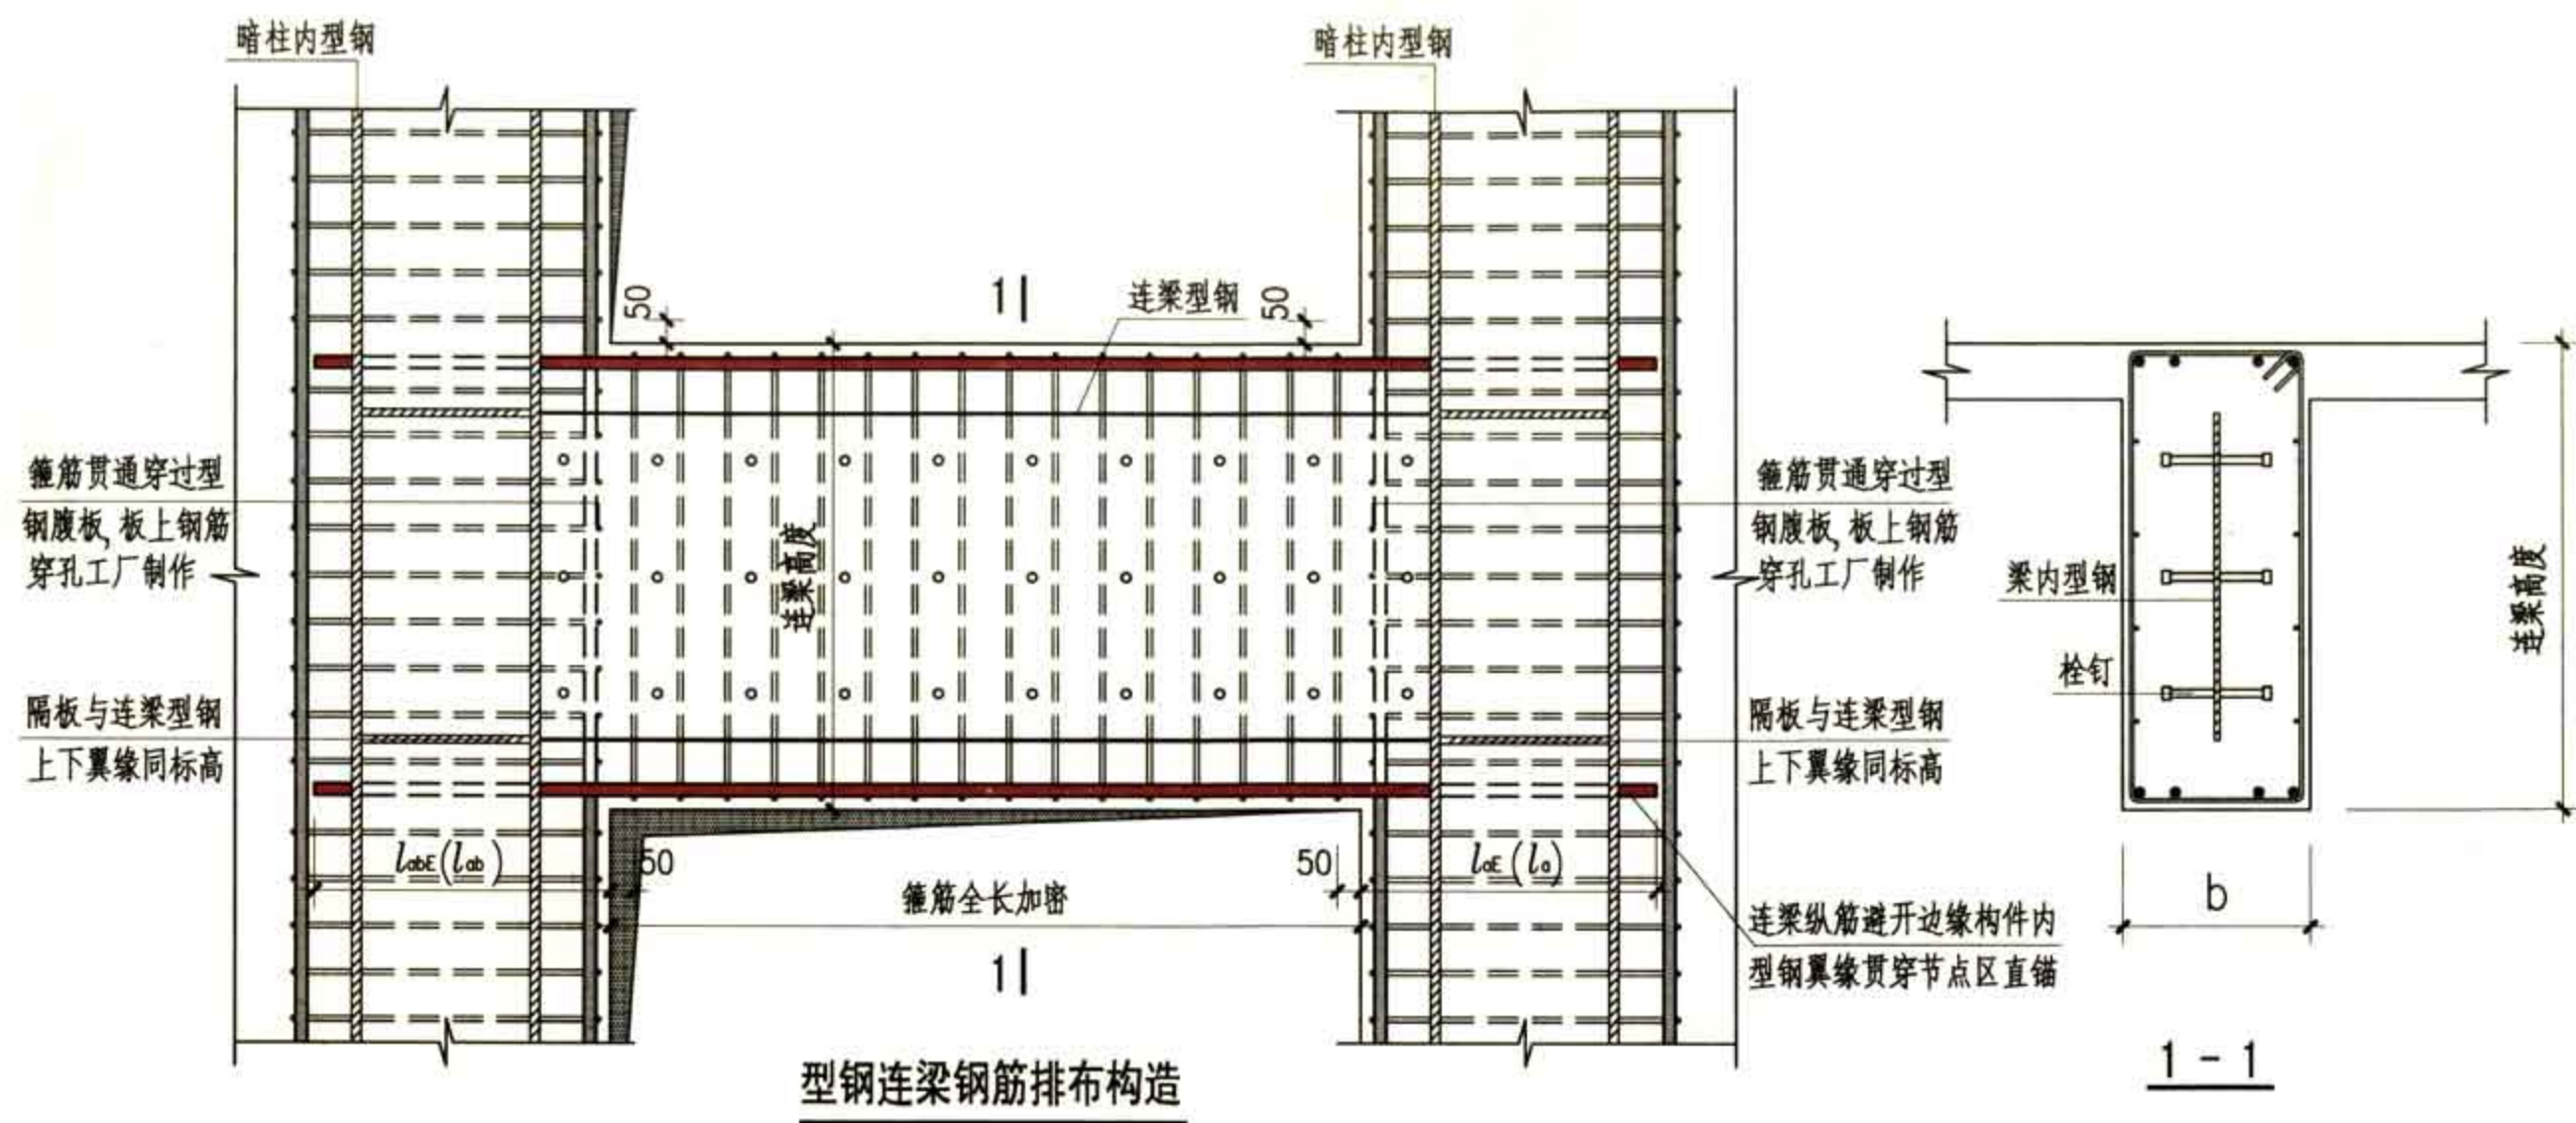 暗柱内型钢
暗柱内型钢
50
1
连梁型钢
50
箍筋贯通穿过型
钢腹板,板上钢筋
穿孔工厂制作
连梁高度
箍筋贯通穿过型
钢腹板,板上钢筋
穿孔工厂制作
隔板与连梁型钢
上下翼缘同标高
隔板与连梁型钢
上下翼缘同标高
labE(lab)
50
箍筋全长加密
50
laE(la)
1
连梁纵筋避开边缘构件内
型钢翼缘贯穿节点区直锚
型钢连梁钢筋排布构造
梁内型钢
栓钉
连梁高度
b
1-1